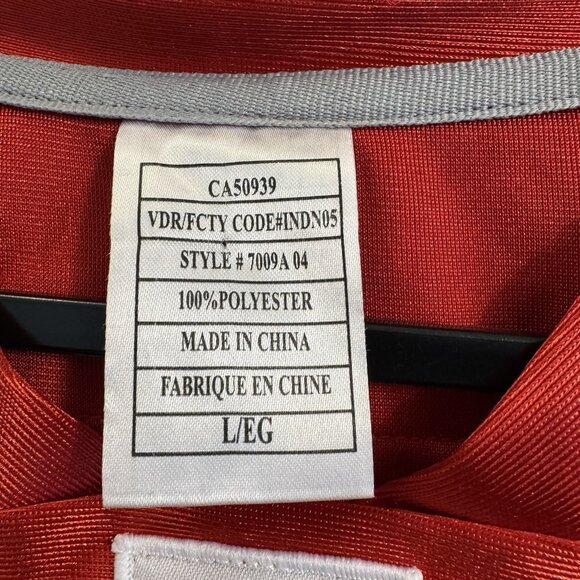 CA50939
VDR/FCTY CODE#INDN05
STYLE # 7009A 04
100%POLYESTER
MADE IN CHINA
FABRIQUE EN CHINE
L/EG